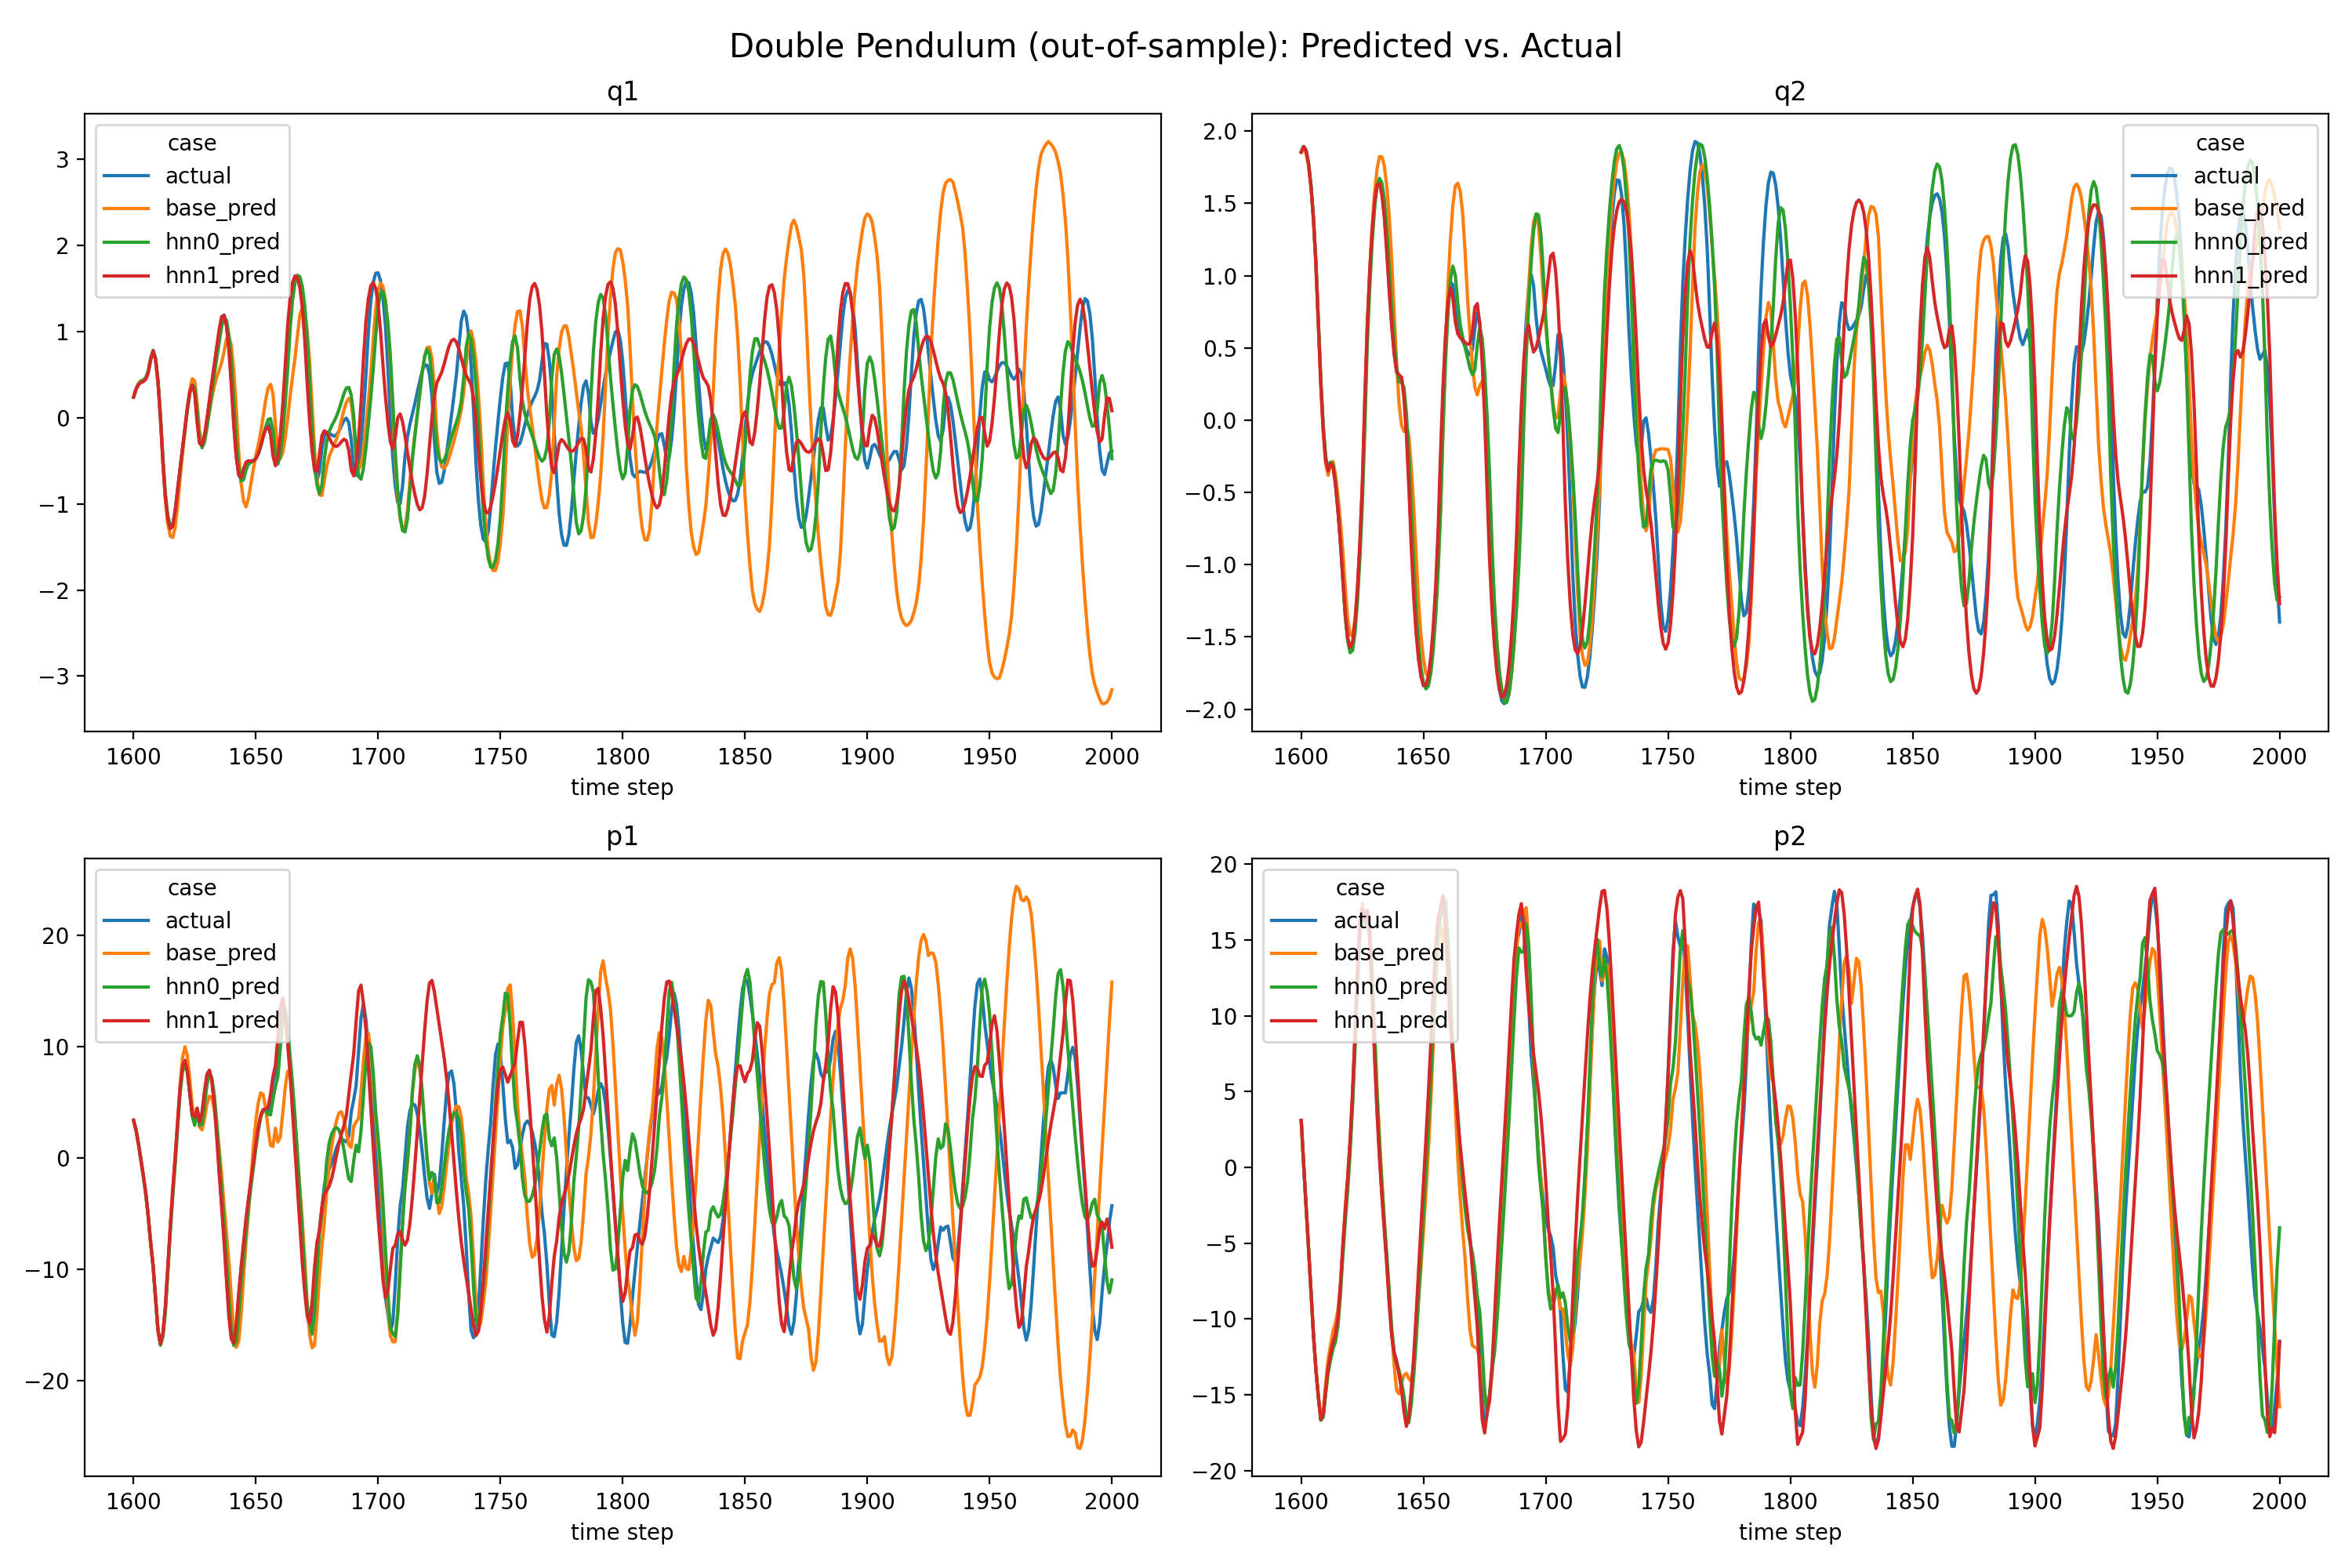 Double Pendulum (out-of-sample): Predicted vs. Actual
q1
case
actual
base_pred
hnn0_pred
hnn1_pred
3
2
1
0
−1
−2
−3
1600 1650 1700 1750 1800 1850 1900 1950 2000
time step
q2
case
actual
base_pred
hnn0_pred
hnn1_pred
2.0
1.5
1.0
0.5
0.0
−0.5
−1.0
−1.5
−2.0
1600 1650 1700 1750 1800 1850 1900 1950 2000
time step
p1
case
actual
base_pred
hnn0_pred
hnn1_pred
20
10
0
−10
−20
1600 1650 1700 1750 1800 1850 1900 1950 2000
time step
p2
case
actual
base_pred
hnn0_pred
hnn1_pred
20
15
10
5
0
−5
−10
−15
−20
1600 1650 1700 1750 1800 1850 1900 1950 2000
time step